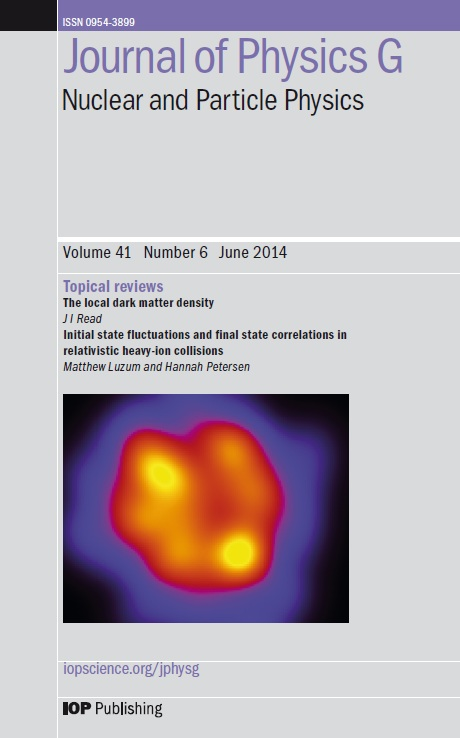 ISSN 0954-3899
Journal of Physics G
Nuclear and Particle Physics
Volume 41 Number 6 June 2014
Topical reviews
The local dark matter density
J I Read
Initial state fluctuations and final state correlations in
relativistic heavy-ion collisions
Matthew Luzum and Hannah Petersen
iopscience.org/jphysg
IOP Publishing